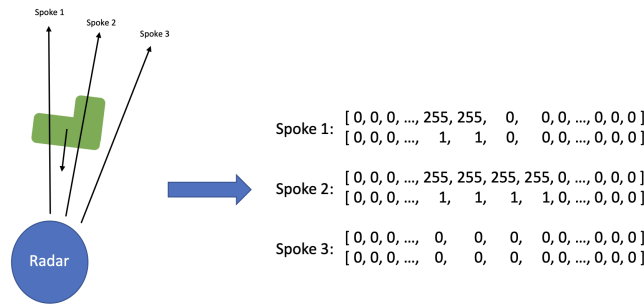 Spoke 1
Spoke 2
Spoke 3
Radar
Spoke 1:
[ 0, 0, 0, ..., 255, 255, 0, 0, 0, ..., 0, 0, 0 ]
[ 0, 0, 0, ..., 1, 1, 0, 0, 0, ..., 0, 0, 0 ]
Spoke 2:
[ 0, 0, 0, ..., 255, 255, 255, 255, 0, ..., 0, 0, 0 ]
[ 0, 0, 0, ..., 1, 1, 1, 1, 0, ..., 0, 0, 0 ]
Spoke 3:
[ 0, 0, 0, ..., 0, 0, 0, 0, 0, ..., 0, 0, 0 ]
[ 0, 0, 0, ..., 0, 0, 0, 0, 0, ..., 0, 0, 0 ]